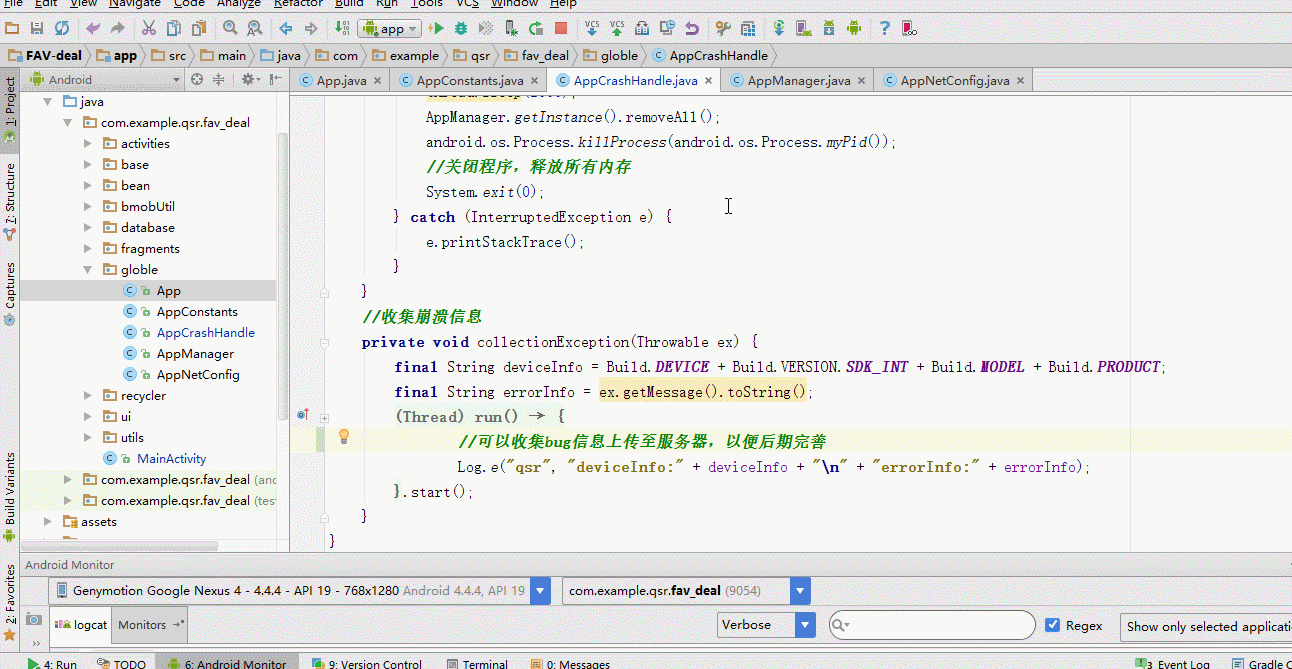 File Edit View Navigate Code Analyze Refactor Build Run Tools VCS Window Help
app
FAV-deal app src main java com example qsr fav_deal globle AppCrashHandle
Android
App.java AppConstants.java AppCrashHandle.java AppManager.java AppNetConfig.java
1: Project
7: Structure
Captures
Build Variants
2: Favorites
java
com.example.qsr.fav_deal
activities
base
bean
bmobUtil
database
fragments
globle
App
AppConstants
AppCrashHandle
AppManager
AppNetConfig
recycler
ui
utils
MainActivity
com.example.qsr.fav_deal (anc
com.example.qsr.fav_deal (tes
assets
AppManager.getInstance().removeAll();
android.os.Process.killProcess(android.os.Process.myPid());
//关闭程序，释放所有内存
System.exit(0);
} catch (InterruptedException e) {
e.printStackTrace();
}
}
//收集崩溃信息
private void collectionException(Throwable ex) {
final String deviceInfo = Build.DEVICE + Build.VERSION.SDK_INT + Build.MODEL + Build.PRODUCT;
final String errorInfo = ex.getMessage().toString();
(Thread) run() → {
//可以收集bug信息上传至服务器，以便后期完善
Log.e("qsr", "deviceInfo:" + deviceInfo + "\n" + "errorInfo:" + errorInfo);
}.start();
}
}
Android Monitor
Genymotion Google Nexus 4 - 4.4.4 - API 19 - 768x1280 Android 4.4.4, API 19 com.example.qsr.fav_deal (9054)
logcat Monitors Verbose Regex Show only selected applicati
4: Run TODO 6: Android Monitor 9: Version Control Terminal 0: Messages 3 Event Log Gradle C